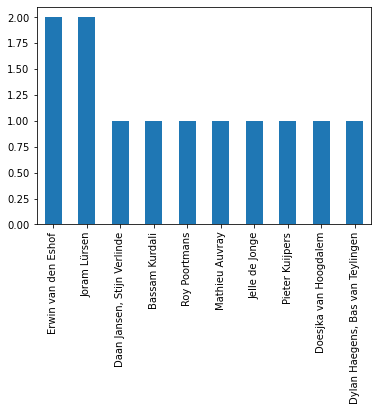 2.00
1.75
1.50
1.25
1.00
0.75
0.50
0.25
0.00
Erwin van den Eshof
Joram Lürsen
Daan Jansen, Stijn Verlinde
Bassam Kurdali
Roy Poortmans
Mathieu Auvray
Jelle de Jonge
Pieter Kuijpers
Doesjka van Hoogdalem
Dylan Haegens, Bas van Teylingen